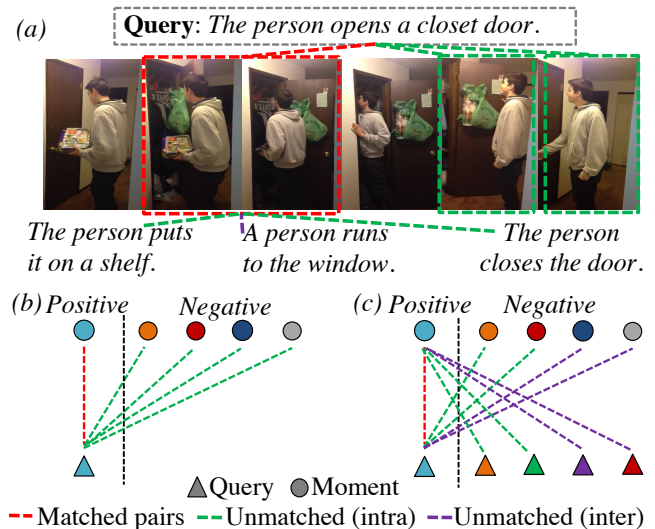 (a)
Query: The person opens a closet door.
The person puts it on a shelf.
A person runs to the window.
The person closes the door.
(b) Positive Negative
(c) Positive Negative
Query Moment
Matched pairs Unmatched (intra) Unmatched (inter)